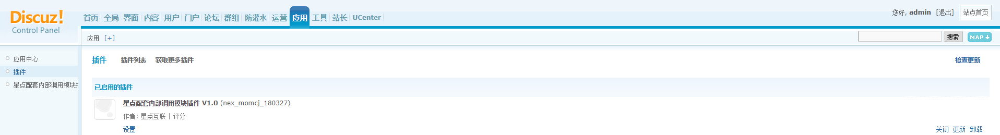 Discuz!
Control Panel
首页 全局 界面 内容 用户 门户 论坛 群组 防灌水 运营 应用 工具 站长 UCenter
您好, admin [退出] 站点首页
应用 [+]
搜索 MAP
应用中心
插件
星点配套内部调用模块
插件 插件列表 获取更多插件 检查更新
已启用的插件
星点配套内部调用模块插件 V1.0 (nex_momcj_180327)
作者: 星点互联 | 评分
设置 关闭 更新 卸载